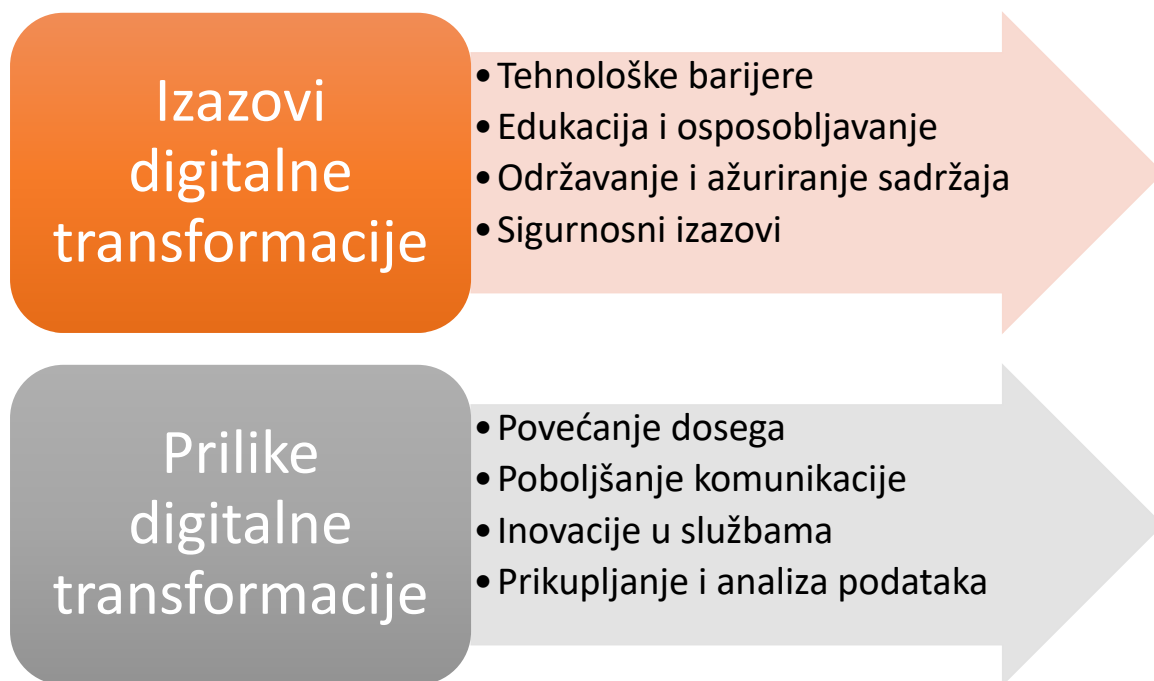 Izazovi
digitalne
transformacije
• Tehnološke barijere
• Edukacija i osposobljavanje
• Održavanje i ažuriranje sadržaja
• Sigurnosni izazovi
Prilike
digitalne
transformacije
• Povećanje dosega
• Poboljšanje komunikacije
• Inovacije u službama
• Prikupljanje i analiza podataka